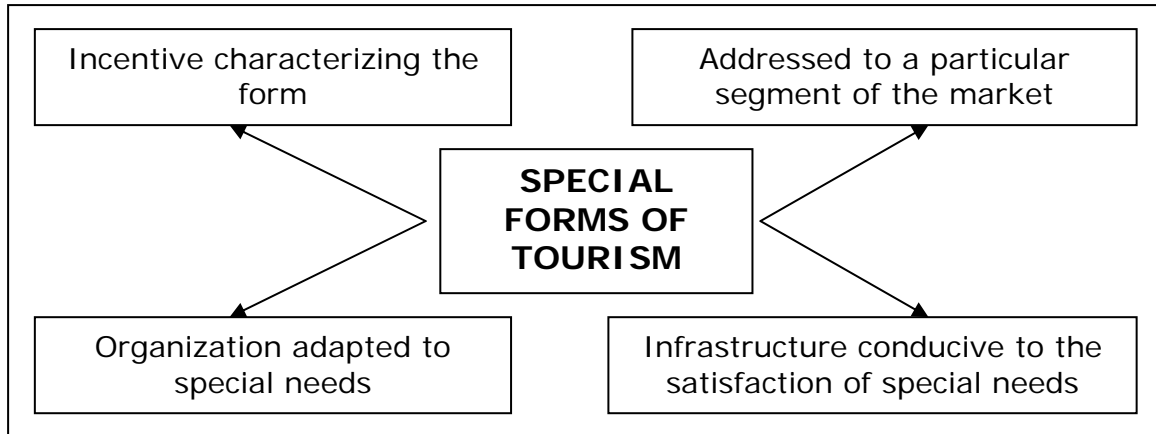 Incentive characterizing the
form
Addressed to a particular
segment of the market
SPECIAL
FORMS OF
TOURISM
Organization adapted to
special needs
Infrastructure conducive to the
satisfaction of special needs